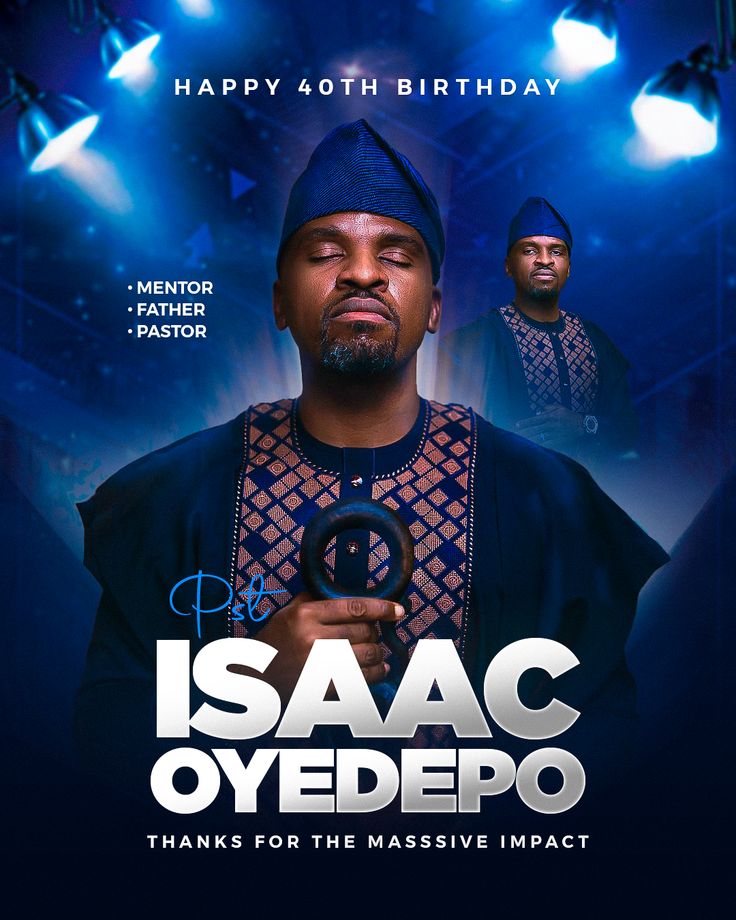 HAPPY 40TH BIRTHDAY
• MENTOR
• FATHER
• PASTOR
Pst
ISAAC
OYEDEPO
THANKS FOR THE MASSSIVE IMPACT